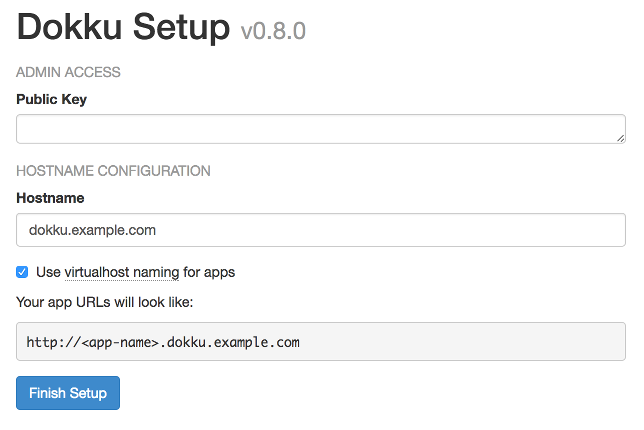 Dokku Setup v0.8.0
ADMIN ACCESS
Public Key
HOSTNAME CONFIGURATION
Hostname
dokku.example.com
Use virtualhost naming for apps
Your app URLs will look like:
http://<app-name>.dokku.example.com
Finish Setup